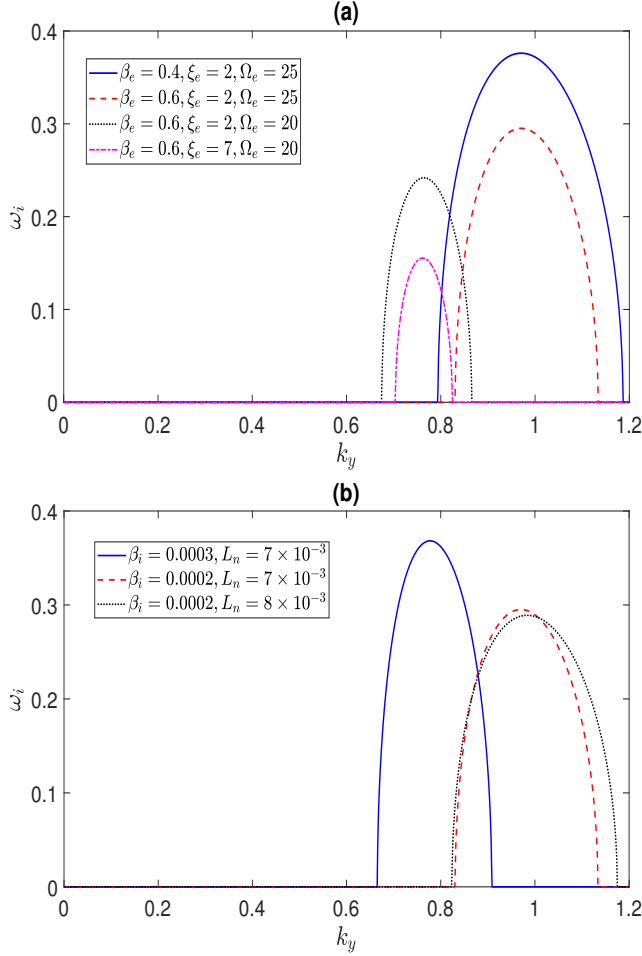 (a)
0.4
0.3
0.2
0.1
0
ω_i
β_e = 0.4, ξ_e = 2, Ω_e = 25
β_e = 0.6, ξ_e = 2, Ω_e = 25
β_e = 0.6, ξ_e = 2, Ω_e = 20
β_e = 0.6, ξ_e = 7, Ω_e = 20
0 0.2 0.4 0.6 0.8 1 1.2
k_y
(b)
0.4
0.3
0.2
0.1
0
ω_i
β_i = 0.0003, L_n = 7 × 10⁻³
β_i = 0.0002, L_n = 7 × 10⁻³
β_i = 0.0002, L_n = 8 × 10⁻³
0 0.2 0.4 0.6 0.8 1 1.2
k_y